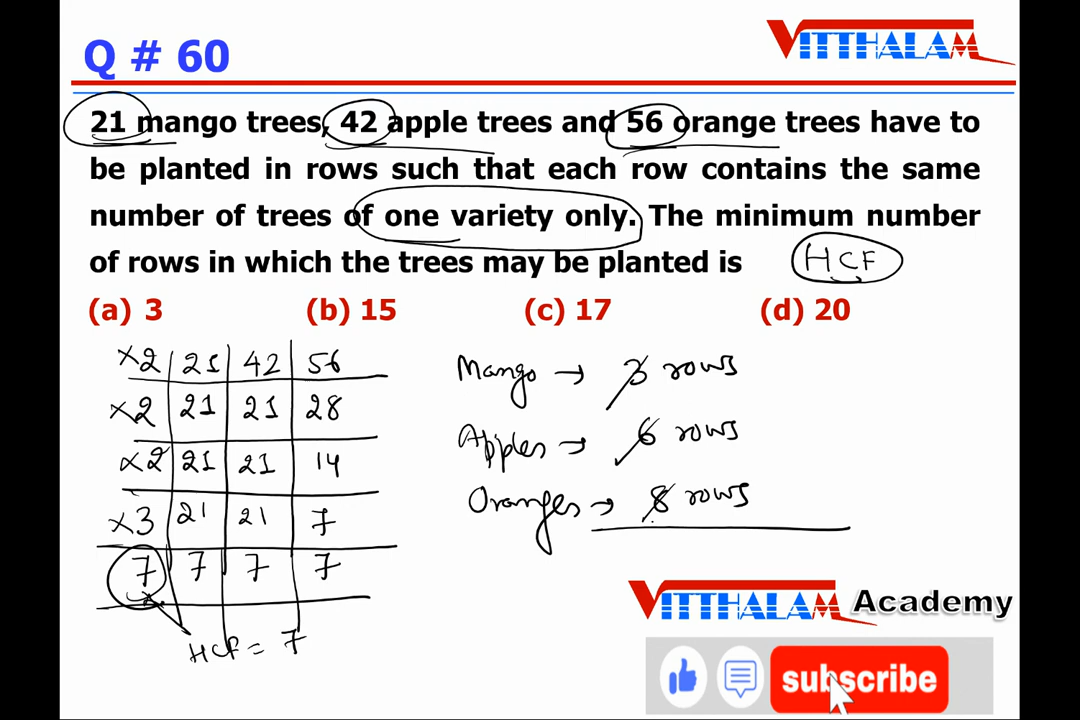 Q # 60
VITTHALAM
21 mango trees, 42 apple trees and 56 orange trees have to
be planted in rows such that each row contains the same
number of trees of one variety only. The minimum number
of rows in which the trees may be planted is HCF
(a) 3 (b) 15 (c) 17 (d) 20
×2 21 42 56
×2 21 21 28
×2 21 21 14
×3 21 21 7
7 7 7 7
HCF = 7
Mango → 3 rows
Apples → 6 rows
Oranges → 8 rows
VITTHALAM Academy
subscribe